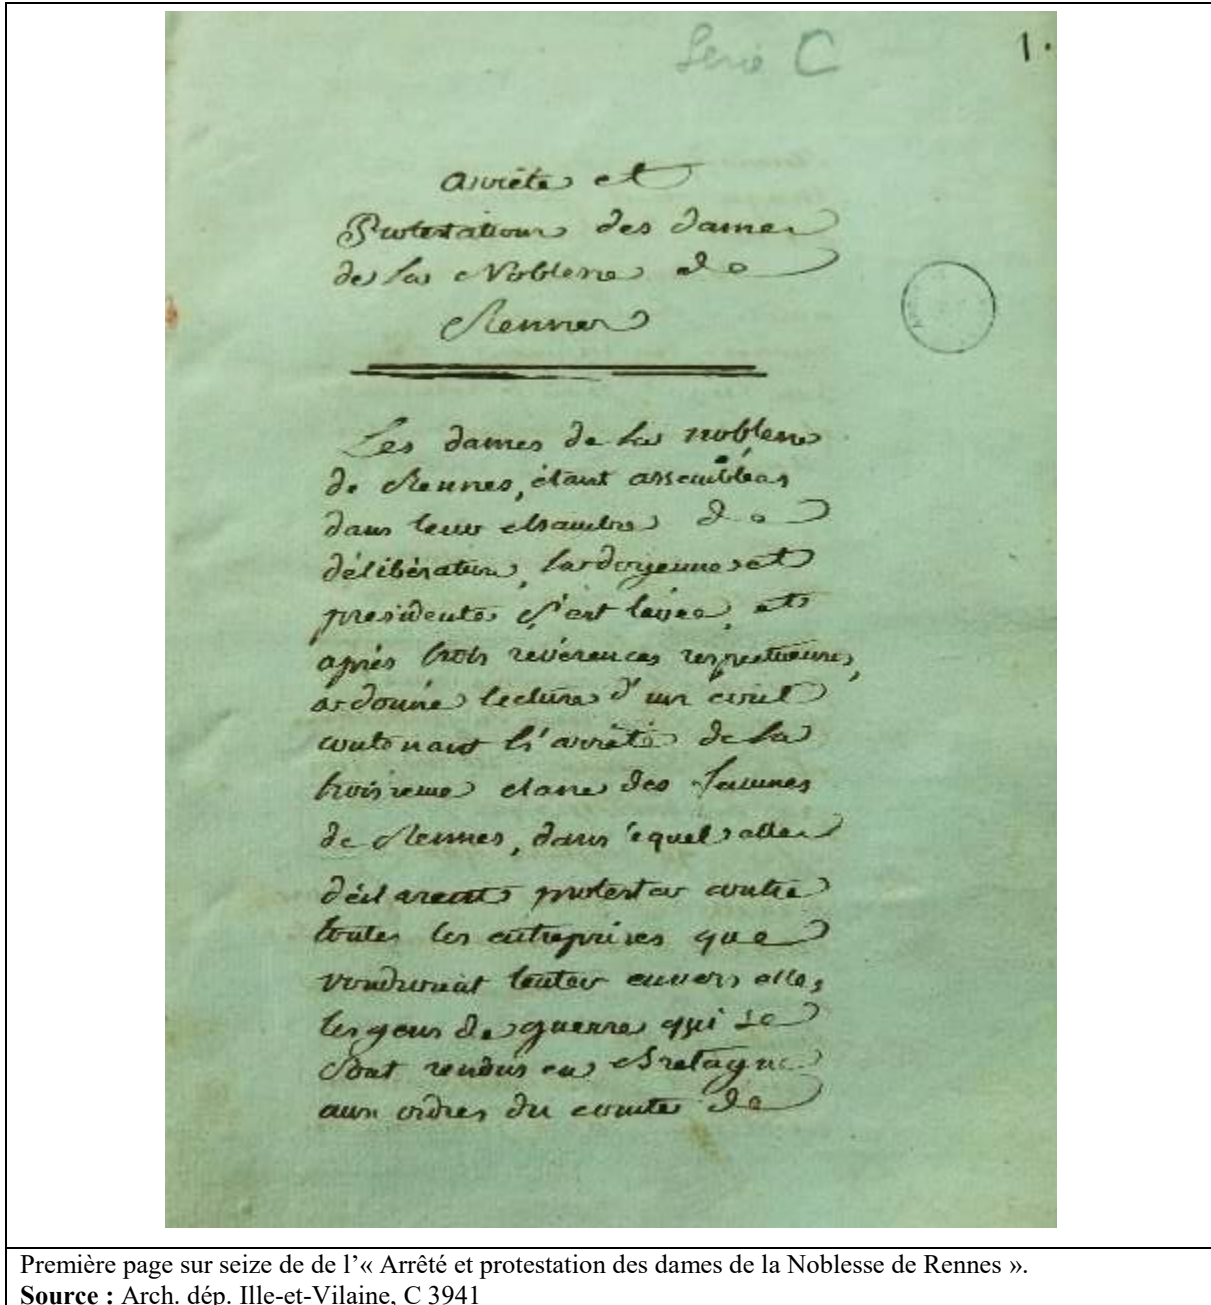 Serie C
1.
arrêté et
Protestations des dames
de la Noblesse de
Rennes
Les dames de la noblesse
de Rennes, étant assemblées
dans leur chambre de
délibération, la doyenne et
presidente s'est levée, et
après trois révérences respectueuses,
a donné lecture d'un écrit
contenant l'arrêté de la
troisieme classe des femmes
de Rennes, dans lequel elles
déclarent protester contre
toutes les entreprises que
voudroient tenter envers elles,
les gens de guerre qui se
sont rendus en Bretagne
aux ordres du comte de
Première page sur seize de de l'« Arrêté et protestation des dames de la Noblesse de Rennes ».
Source : Arch. dép. Ille-et-Vilaine, C 3941